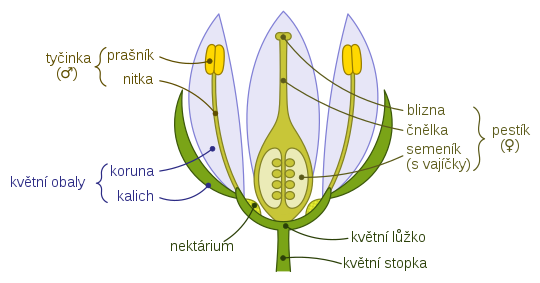 tyčinka
(♂)
prašník
nitka
květní obaly
koruna
kalich
nektárium
blizna
čnělka
semeník
(s vajíčky)
pestík
(♀)
květní lůžko
květní stopka